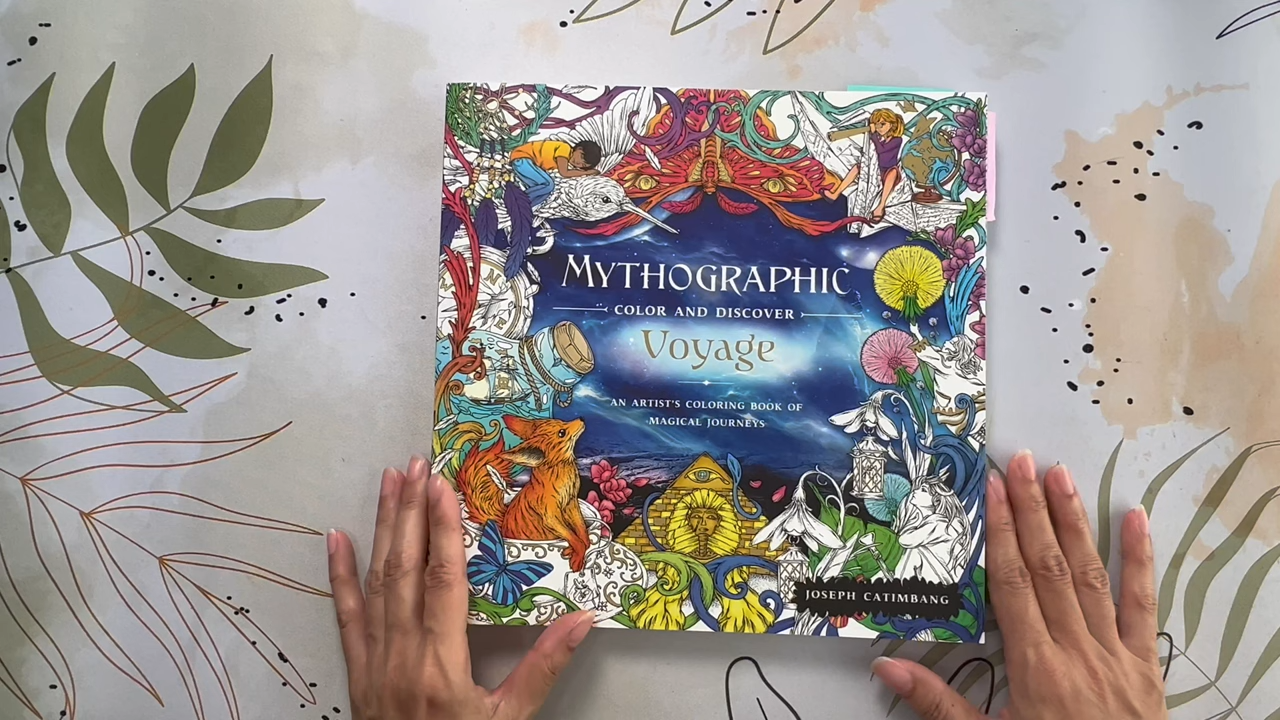 MYTHOGRAPHIC
COLOR AND DISCOVER
Voyage
AN ARTIST'S COLORING BOOK OF
MAGICAL JOURNEYS
JOSEPH CATIMBANG